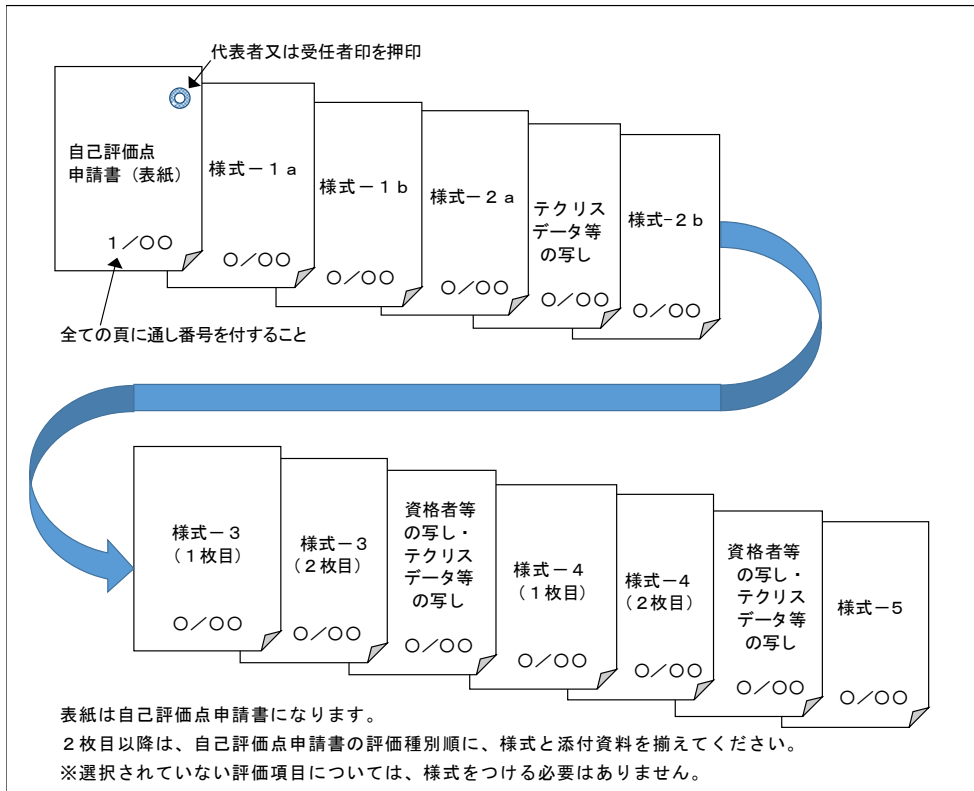 代表者又は受任者印を押印
自己評価点
申請書（表紙）
１／〇〇
様式－１ａ
〇／〇〇
様式－１ｂ
〇／〇〇
様式－２ａ
〇／〇〇
テクリス
データ等
の写し
〇／〇〇
様式-２ｂ
〇／〇〇
全ての頁に通し番号を付すること
様式－３
（１枚目）
〇／〇〇
様式－３
（２枚目）
〇／〇〇
資格者等
の写し・
テクリス
データ等
の写し
〇／〇〇
様式－４
（１枚目）
〇／〇〇
様式－４
（２枚目）
〇／〇〇
資格者等
の写し・
テクリス
データ等
の写し
〇／〇〇
様式－５
〇／〇〇
表紙は自己評価点申請書になります。
２枚目以降は、自己評価点申請書の評価種別順に、様式と添付資料を揃えてください。
※選択されていない評価項目については、様式をつける必要はありません。